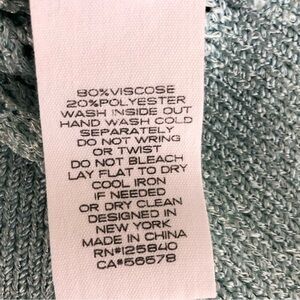 80%VISCOSE
20%POLYESTER
WASH INSIDE OUT
HAND WASH COLD
SEPARATELY
DO NOT WRING
OR TWIST
DO NOT BLEACH
LAY FLAT TO DRY
COOL IRON
IF NEEDED
OR DRY CLEAN
DESIGNED IN
NEW YORK
MADE IN CHINA
RN#125840
CA#56578